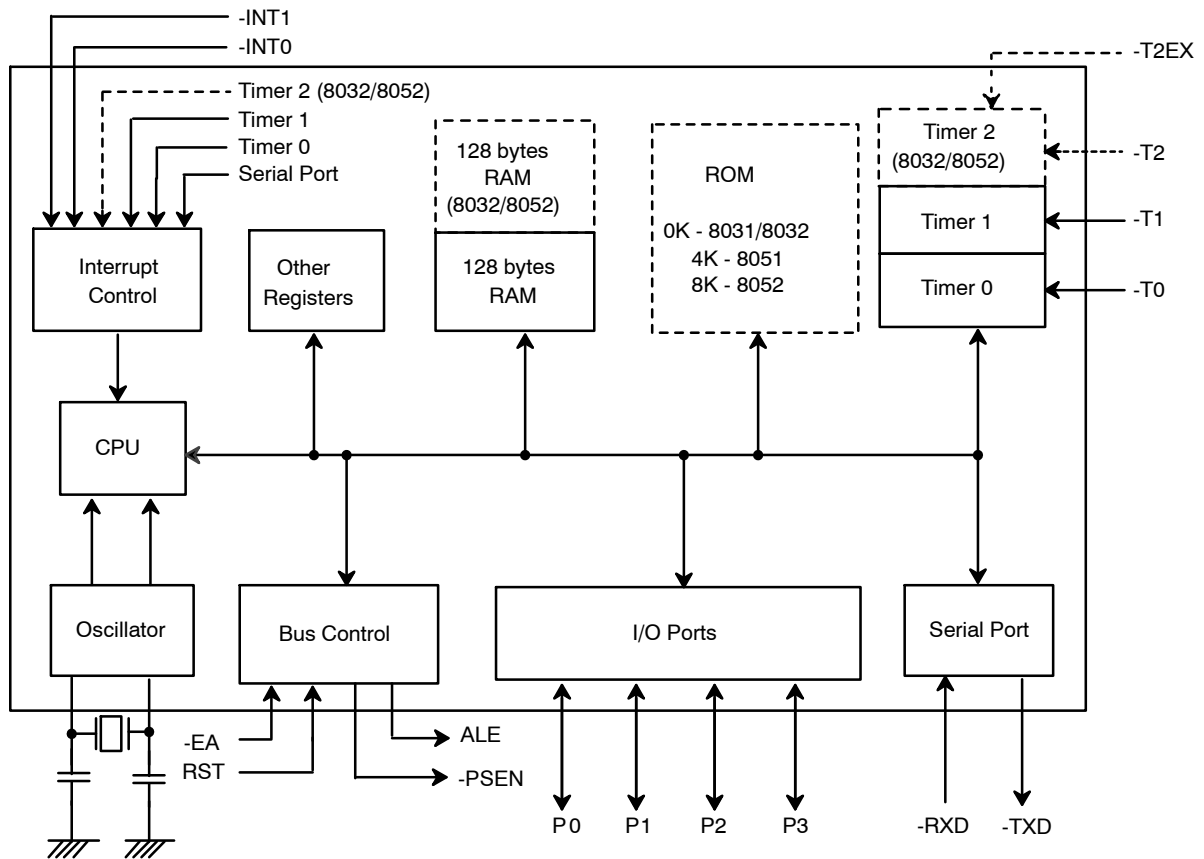 -INT1
-INT0
-T2EX
Timer 2 (8032/8052)
Timer 1
Timer 0
Serial Port
128 bytes
RAM
(8032/8052)
ROM
0K - 8031/8032
4K - 8051
8K - 8052
Timer 2
(8032/8052)
-T2
Timer 1
-T1
Timer 0
-T0
Interrupt
Control
Other
Registers
128 bytes
RAM
CPU
Oscillator
Bus Control
I/O Ports
Serial Port
-EA
RST
ALE
-PSEN
P0
P1
P2
P3
-RXD
-TXD